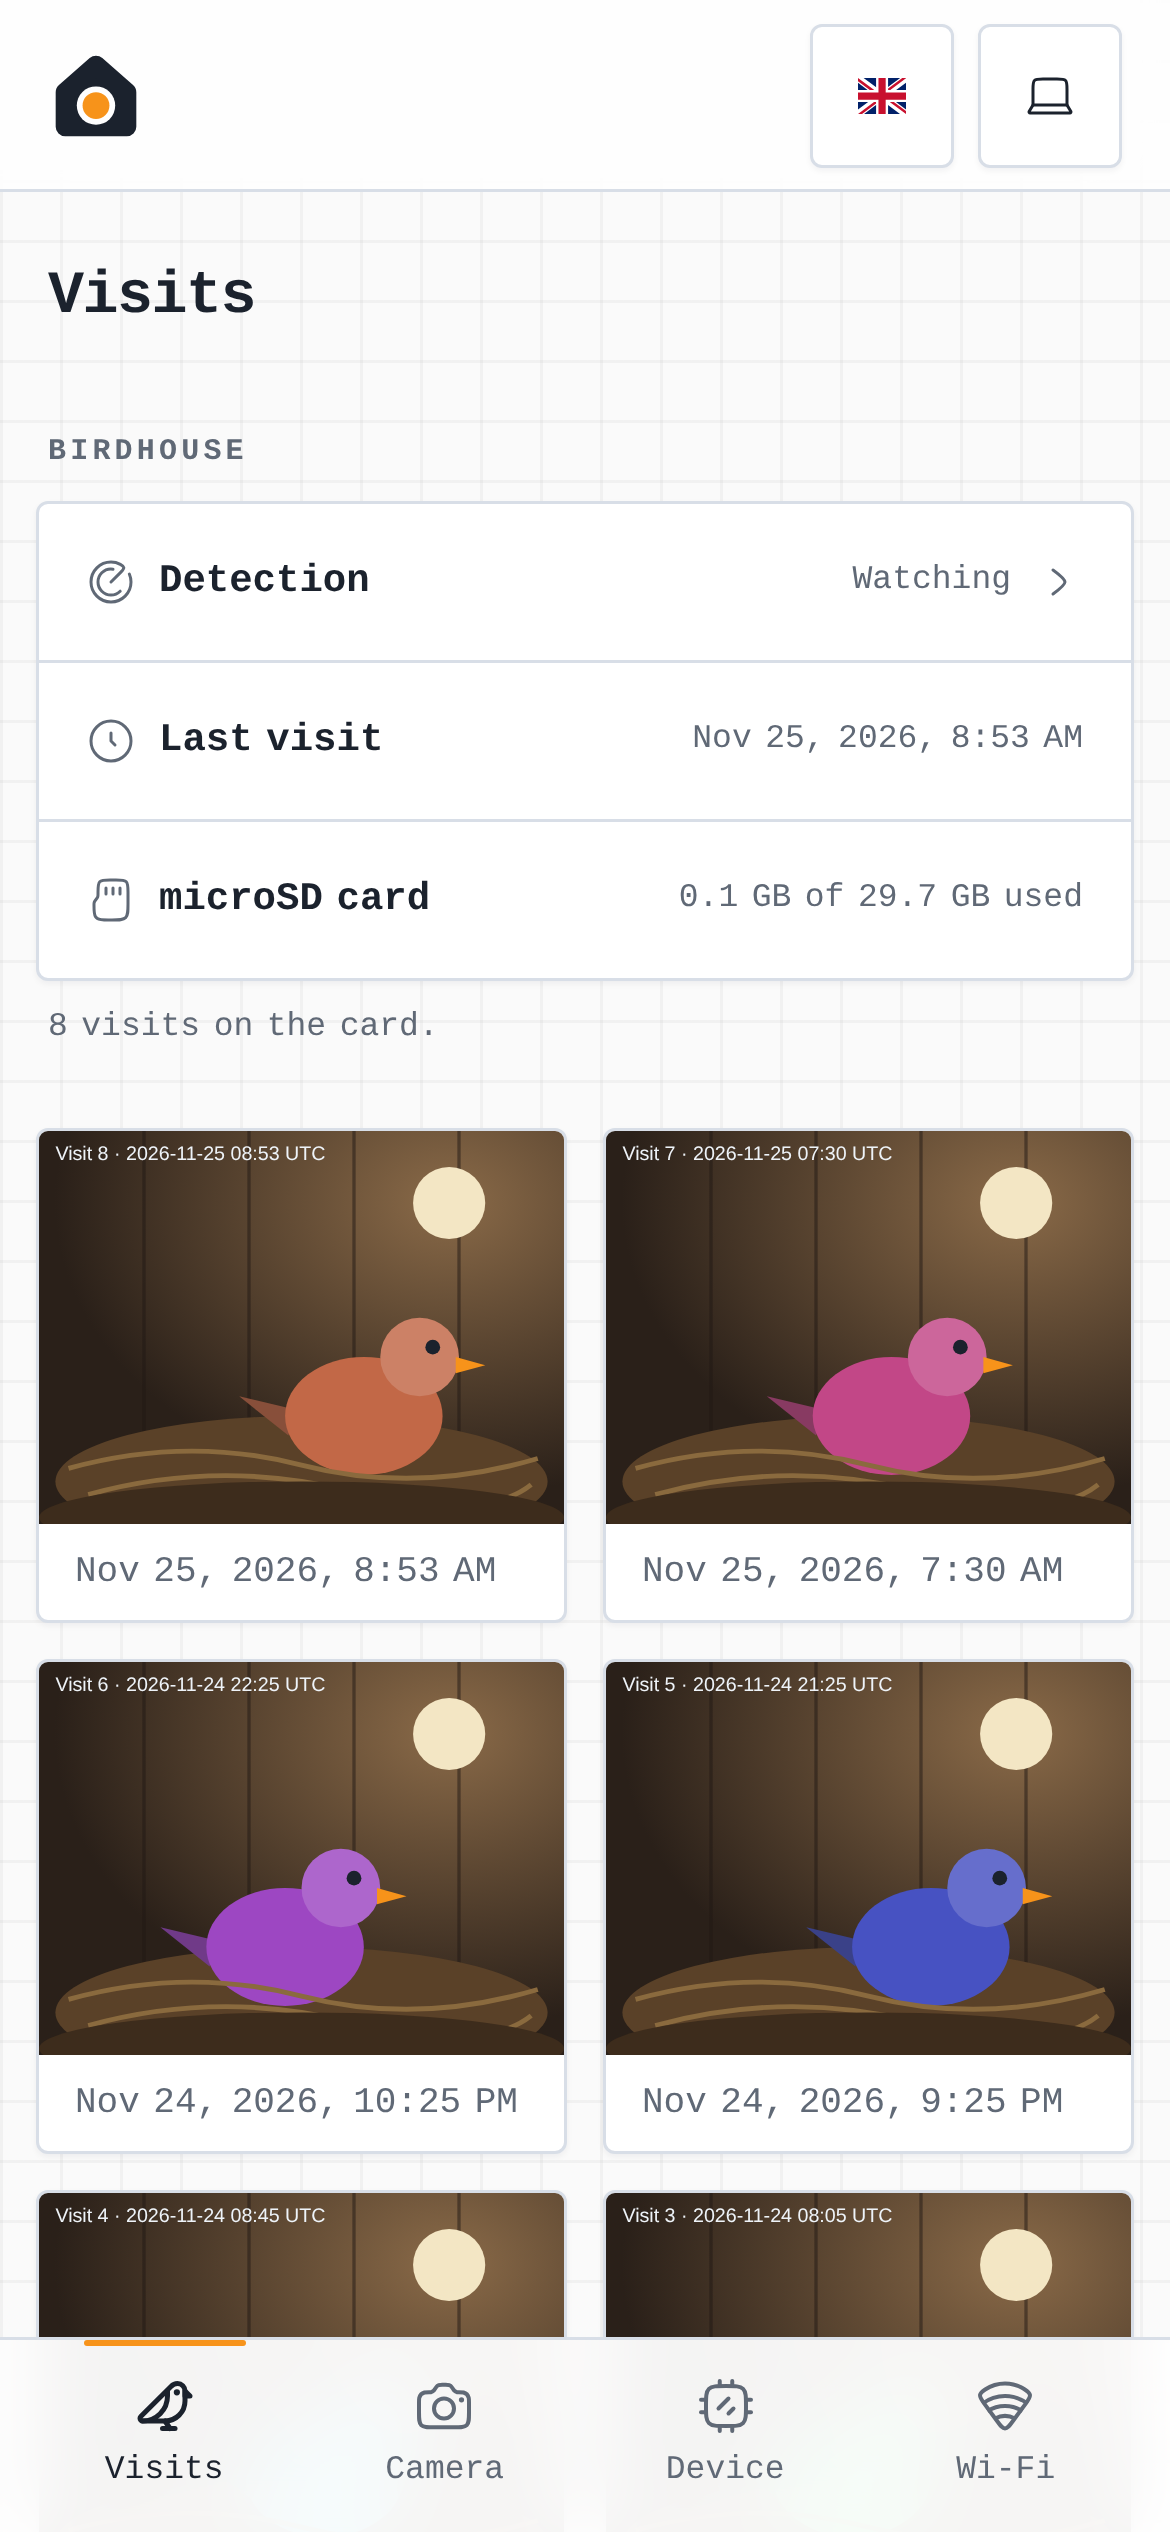 Visits
BIRDHOUSE
Detection
Watching
Last visit
Nov 25, 2026, 8:53 AM
microSD card
0.1 GB of 29.7 GB used
8 visits on the card.
Visit 8 · 2026-11-25 08:53 UTC
Nov 25, 2026, 8:53 AM
Visit 7 · 2026-11-25 07:30 UTC
Nov 25, 2026, 7:30 AM
Visit 6 · 2026-11-24 22:25 UTC
Nov 24, 2026, 10:25 PM
Visit 5 · 2026-11-24 21:25 UTC
Nov 24, 2026, 9:25 PM
Visit 4 · 2026-11-24 08:45 UTC
Visit 3 · 2026-11-24 08:05 UTC
Visits
Camera
Device
Wi-Fi